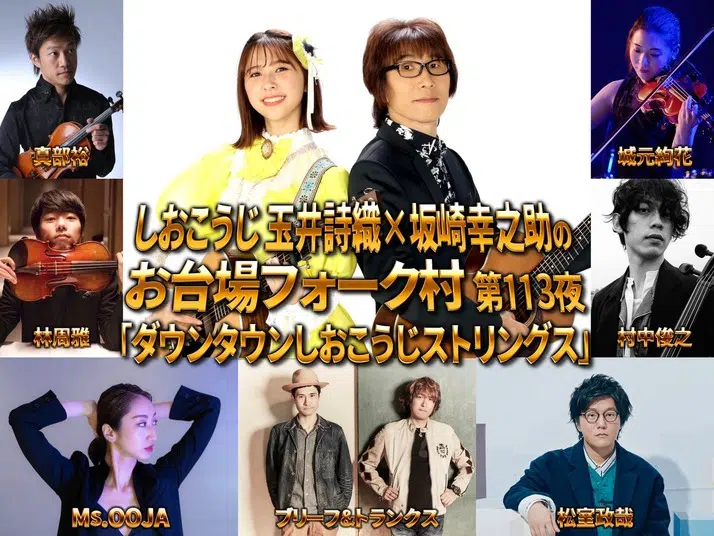 真部裕
城元絢花
しおこうじ 玉井詩織×坂崎幸之助の
お台場フォーク村 第113夜
「ダウンタウンしおこうじストリングス」
林周雅
村中俊之
Ms.OOJA
ブリーフ&トランクス
松室政哉